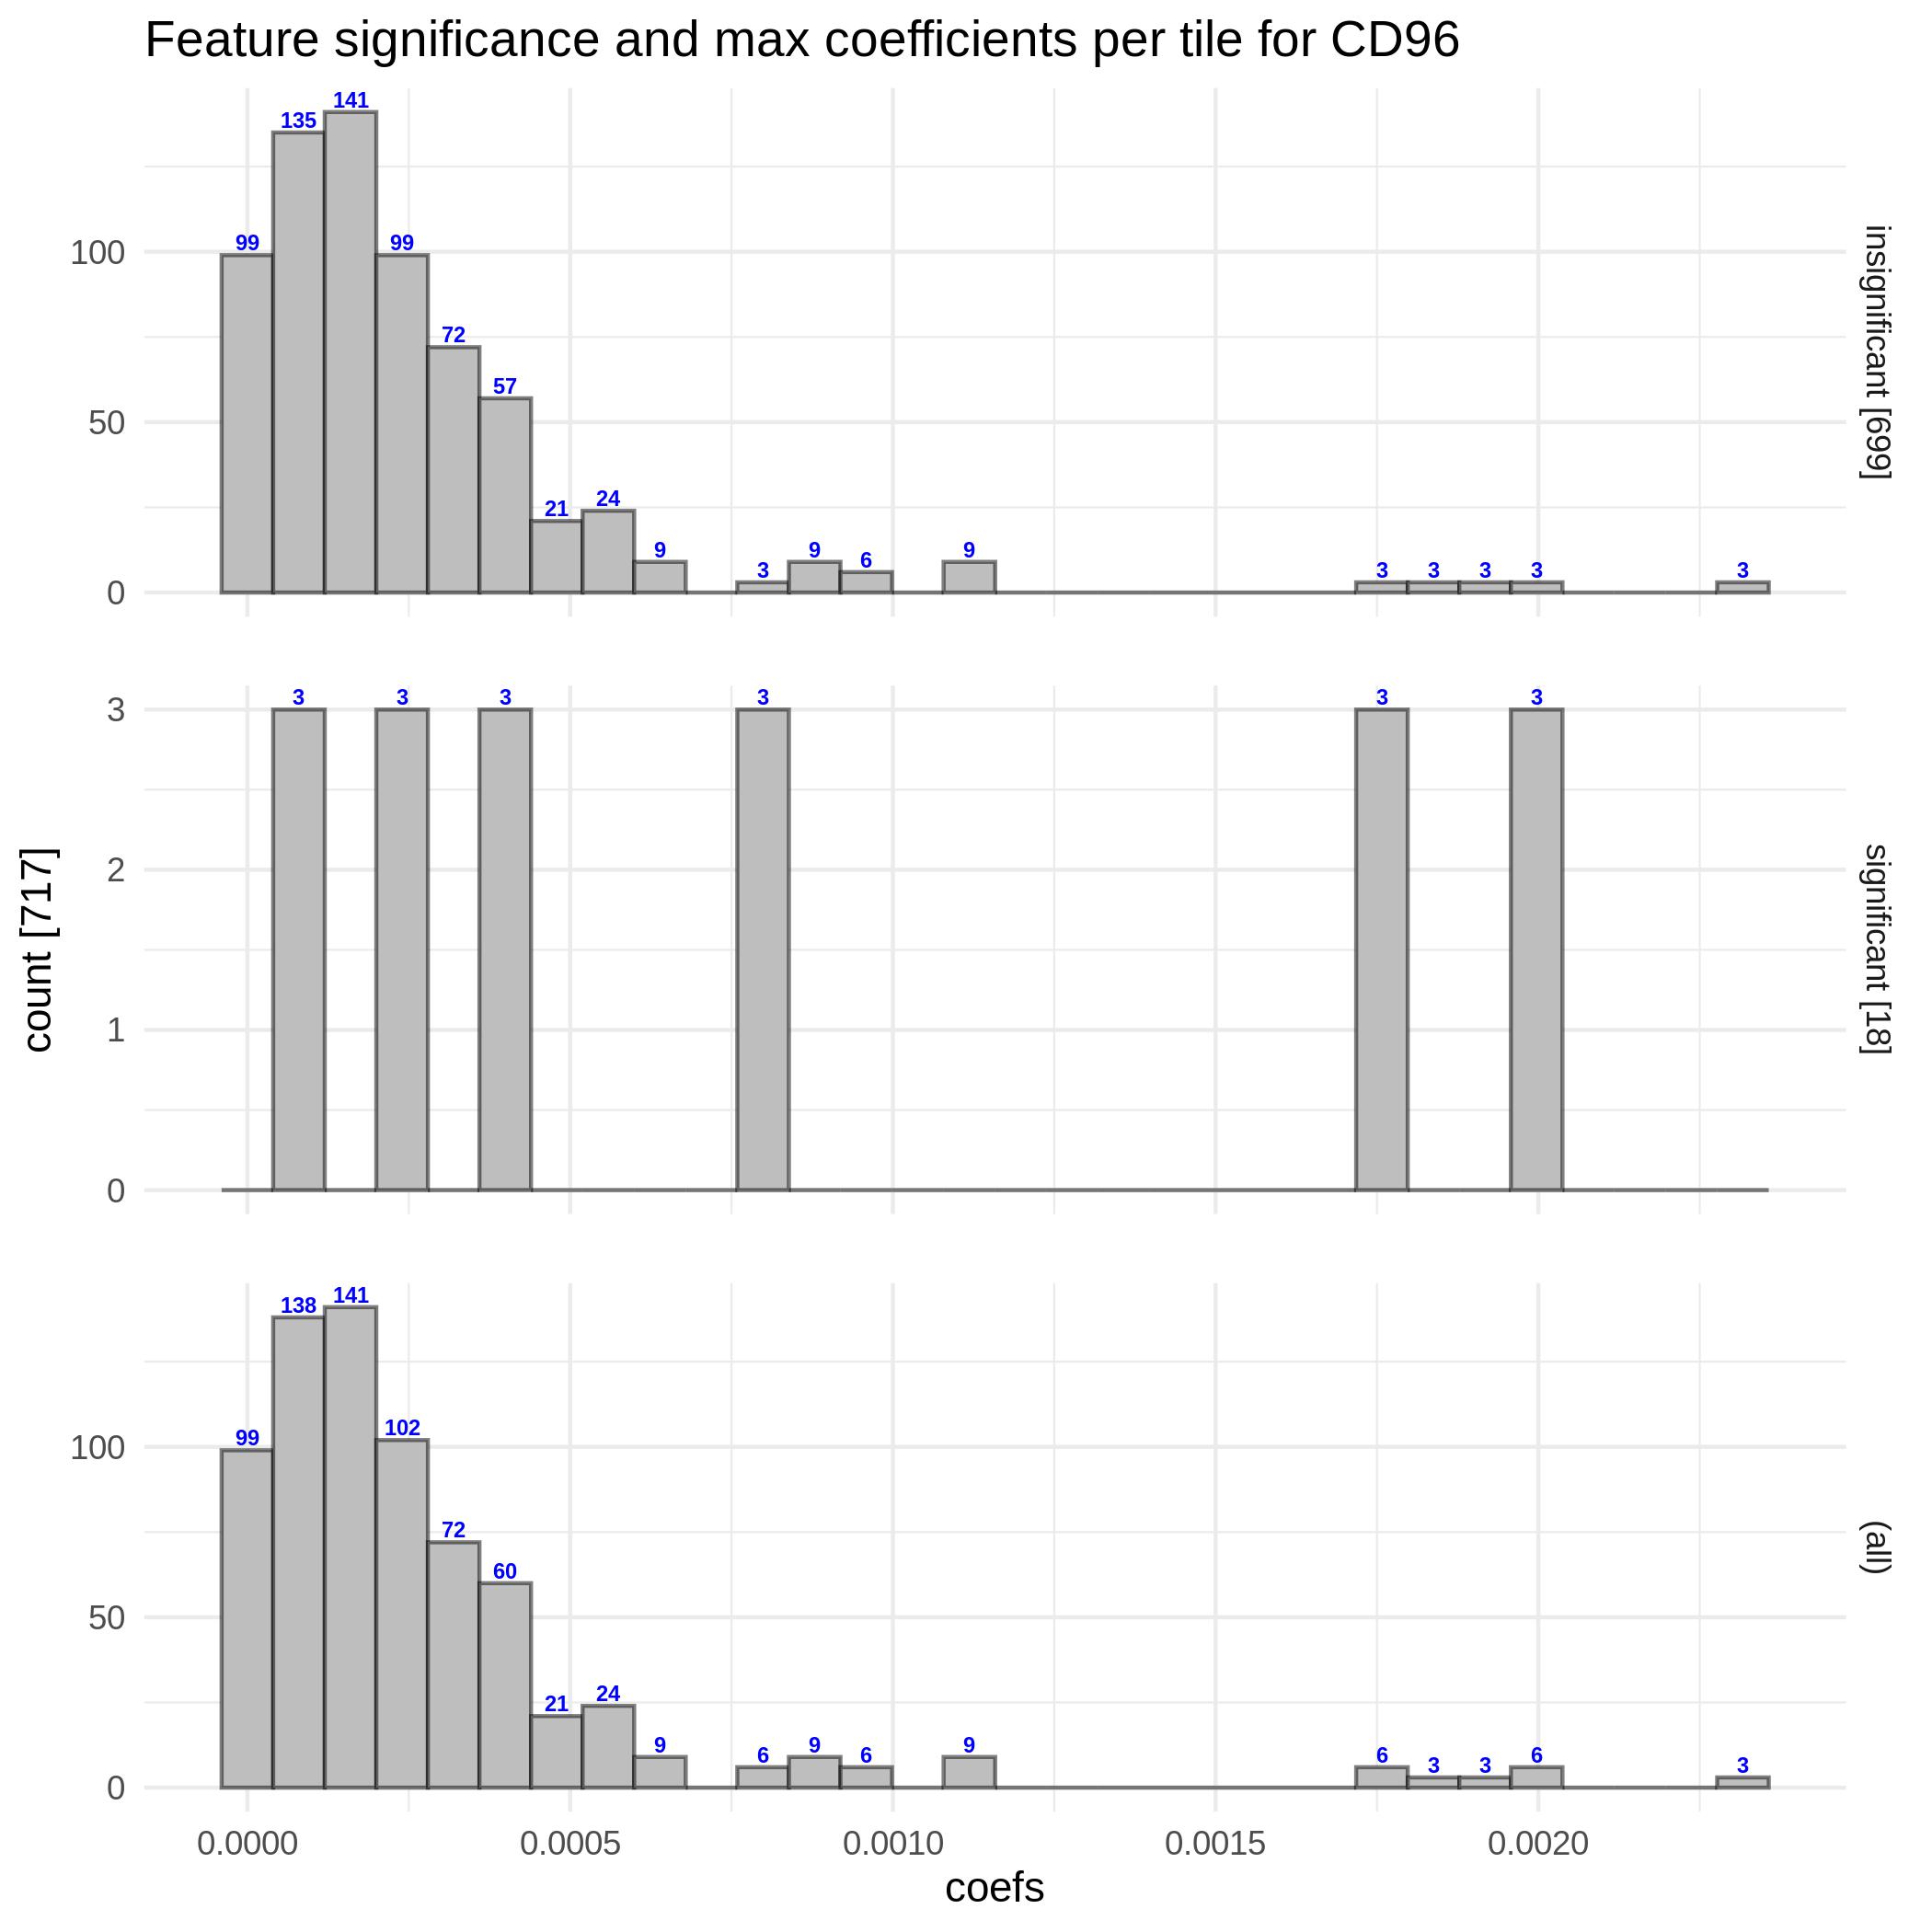 Feature significance and max coefficients per tile for CD96
141
135
99 99
100
72
57
50
21 24
9 3 9 6 9 3 3 3 3 3
0
insignificant [699]
3 3 3 3 3 3
3
2
1
0
count [717]
significant [18]
138 141
99 102
100
72
60
50
21 24
9 6 9 6 9 6 3 3 6 3
0
(all)
0.0000 0.0005 0.0010 0.0015 0.0020
coefs